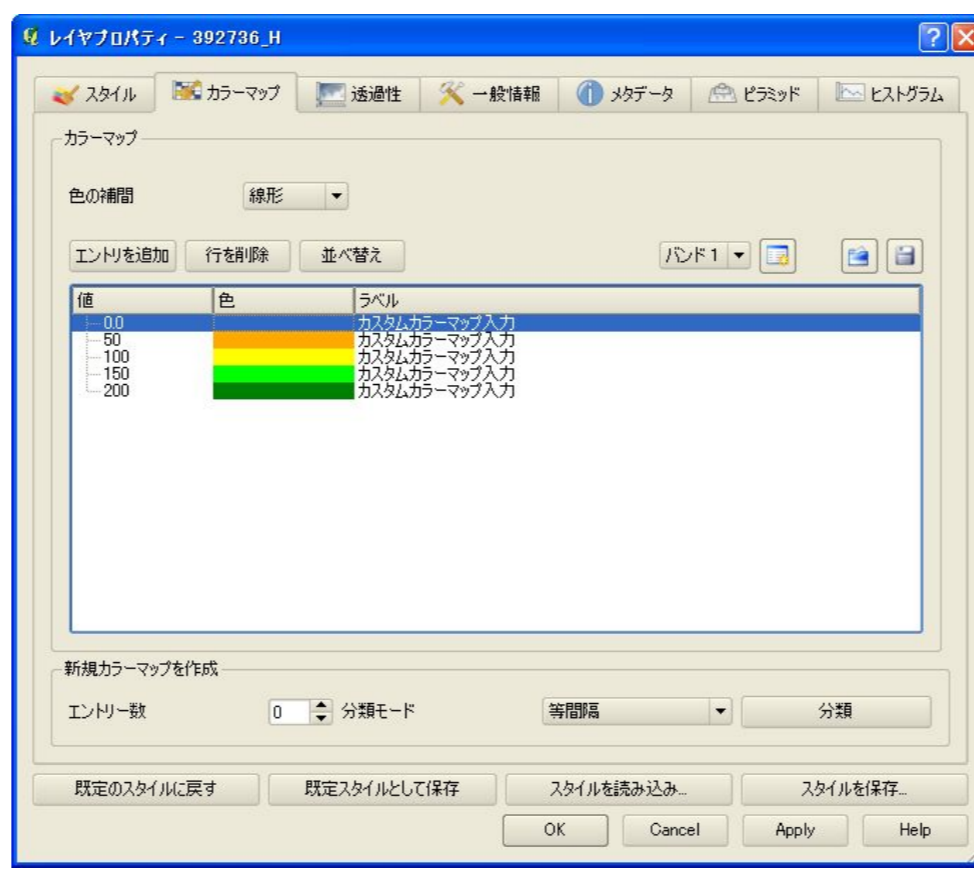 レイヤプロパティ - 392736_H
スタイル カラーマップ 透過性 一般情報 メタデータ ピラミッド ヒストグラム
カラーマップ
色の補間 線形
エントリを追加 行を削除 並べ替え バンド 1
値 色 ラベル
0.0 カスタムカラーマップ入力
50 カスタムカラーマップ入力
100 カスタムカラーマップ入力
150 カスタムカラーマップ入力
200 カスタムカラーマップ入力
新規カラーマップを作成
エントリー数 0 分類モード 等間隔 分類
既定のスタイルに戻す 既定スタイルとして保存 スタイルを読み込み... スタイルを保存...
OK Cancel Apply Help